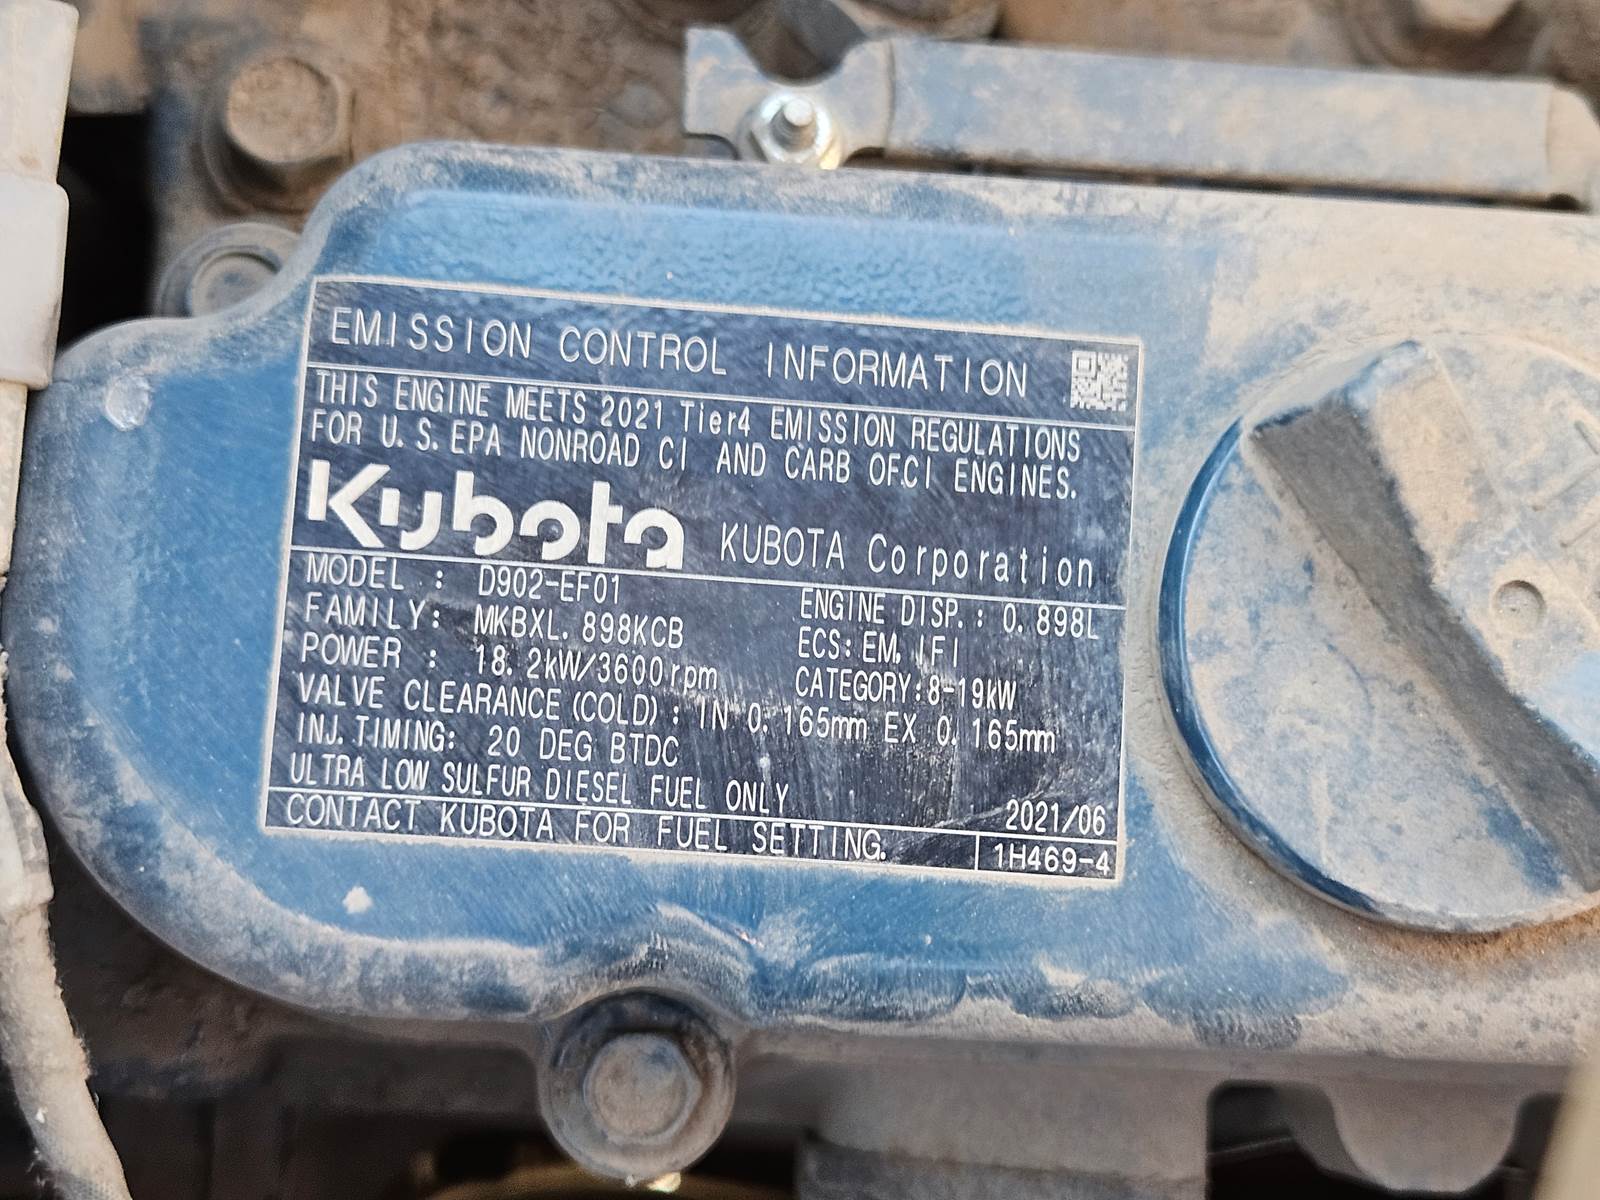 EMISSION CONTROL INFORMATION
THIS ENGINE MEETS 2021 Tier4 EMISSION REGULATIONS
FOR U.S.EPA NONROAD CI AND CARB OFCI ENGINES.
Kubota KUBOTA Corporation
MODEL : D902-EF01 ENGINE DISP.: 0.898L
FAMILY: MKBXL.898KCB ECS: EM, IFI
POWER : 18.2kW/3600rpm CATEGORY:8-19kW
VALVE CLEARANCE (COLD): IN 0.165mm EX 0.165mm
INJ.TIMING: 20 DEG BTDC
ULTRA LOW SULFUR DIESEL FUEL ONLY 2021/06
CONTACT KUBOTA FOR FUEL SETTING. 1H469-4